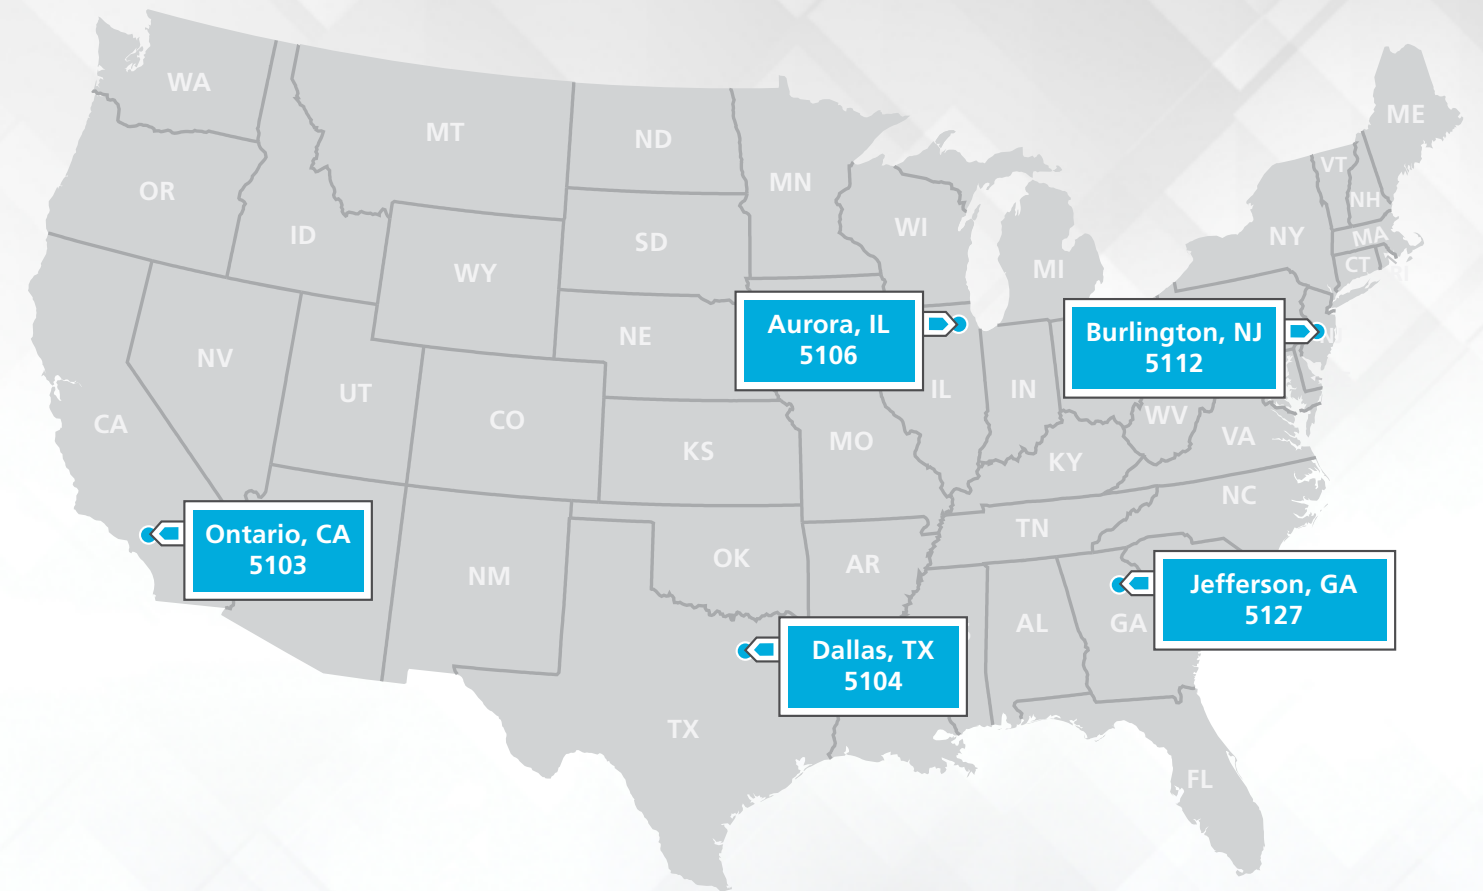 WA
MT
ND
MN
ME
VT
NH
OR
ID
WY
SD
WI
MI
NY
MA
CT
RI
NE
Aurora, IL
5106
Burlington, NJ
5112
NJ
NV
UT
CO
KS
MO
IL
IN
WV
VA
CA
KY
NC
TN
Ontario, CA
5103
NM
OK
AR
AL
GA
Jefferson, GA
5127
Dallas, TX
5104
TX
FL